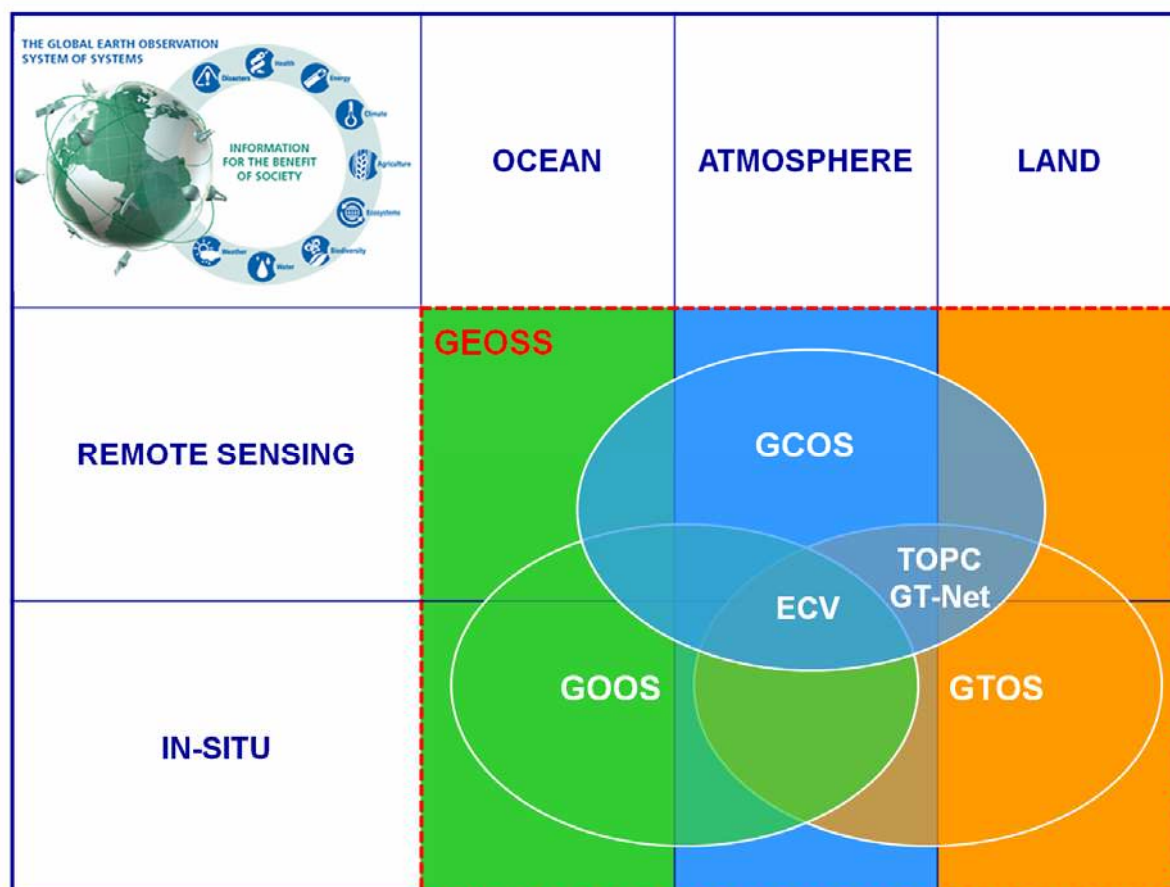 THE GLOBAL EARTH OBSERVATION
SYSTEM OF SYSTEMS
Disasters
Health
Energy
Climate
Agriculture
Ecosystems
Biodiversity
Water
Weather
INFORMATION
FOR THE BENEFIT
OF SOCIETY
OCEAN
ATMOSPHERE
LAND
REMOTE SENSING
GEOSS
GCOS
TOPC
GT-Net
ECV
IN-SITU
GOOS
GTOS